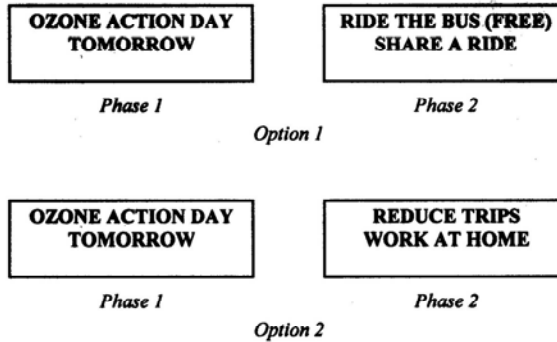 OZONE ACTION DAY
TOMORROW
RIDE THE BUS (FREE)
SHARE A RIDE
Phase 1
Phase 2
Option 1
OZONE ACTION DAY
TOMORROW
REDUCE TRIPS
WORK AT HOME
Phase 1
Phase 2
Option 2